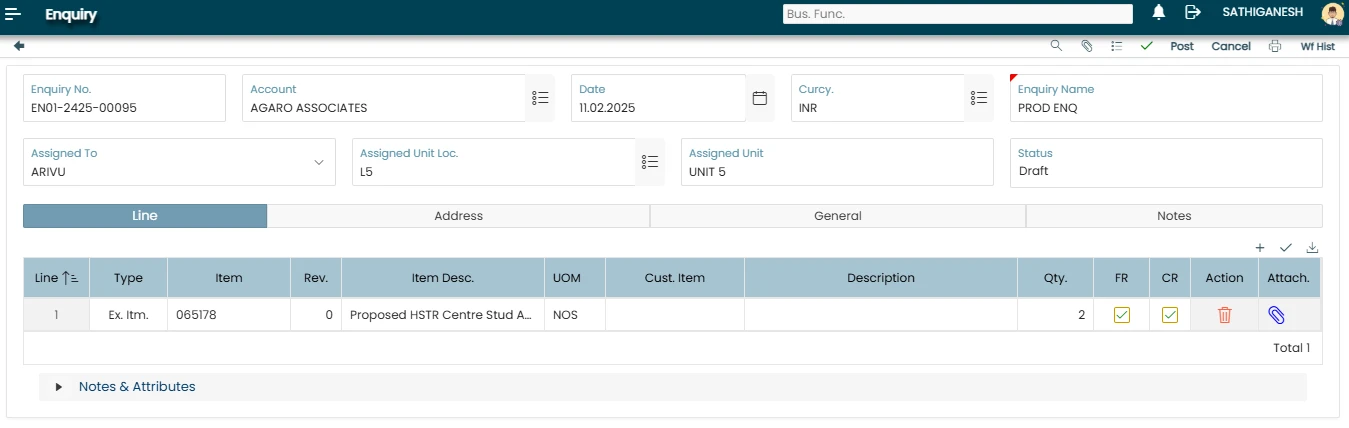 Enquiry
Bus. Func.
SATHIGANESH
Post Cancel Wf Hist
Enquiry No. Account Date Curcy. Enquiry Name
EN01-2425-00095 AGARO ASSOCIATES 11.02.2025 INR PROD ENQ
Assigned To Assigned Unit Loc. Assigned Unit Status
ARIVU L5 UNIT 5 Draft
Line Address General Notes
Line Type Item Rev. Item Desc. UOM Cust. Item Description Qty. FR CR Action Attach.
1 Ex. Itm. 065178 0 Proposed HSTR Centre Stud A... NOS 2
Total 1
Notes & Attributes